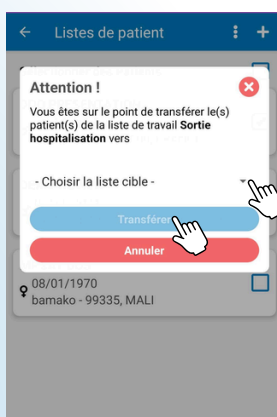 Listes de patient
Attention !
Vous êtes sur le point de transférer le(s)
patient(s) de la liste de travail Sortie
hospitalisation vers
- Choisir la liste cible -
Transférer
Annuler
08/01/1970
bamako - 99335, MALI